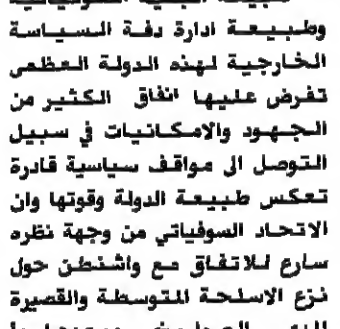 وطبيعة ادارة دفة السياسة
الخارجية لهذه الدولة العظمى
تفرض عليها انفاق الكثير من
الجهود والامكانيات في سبيل
التوصل الى مواقف سياسية قادرة
تعكس طبيعة الدولة وقوتها وان
الاتحاد السوفياتي من وجهة نظره
سارع للاتفاق مع واشنطن حول
نزع الاسلحة المتوسطة والقصيرة